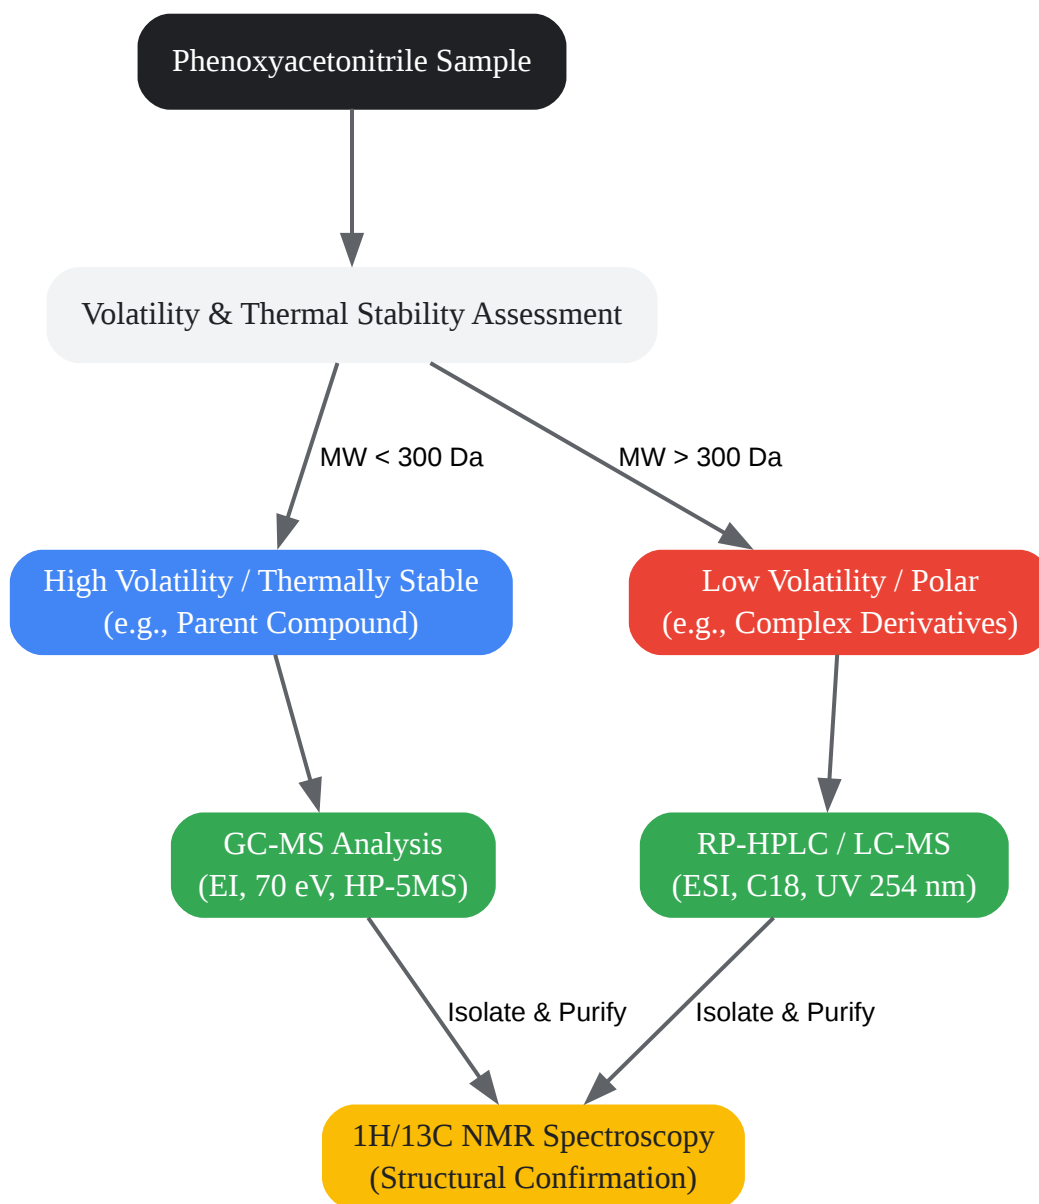 Phenoxyacetonitrile Sample
Volatility & Thermal Stability Assessment
MW < 300 Da
MW > 300 Da
High Volatility / Thermally Stable
(e.g., Parent Compound)
Low Volatility / Polar
(e.g., Complex Derivatives)
GC-MS Analysis
(EI, 70 eV, HP-5MS)
RP-HPLC / LC-MS
(ESI, C18, UV 254 nm)
Isolate & Purify
Isolate & Purify
1H/13C NMR Spectroscopy
(Structural Confirmation)